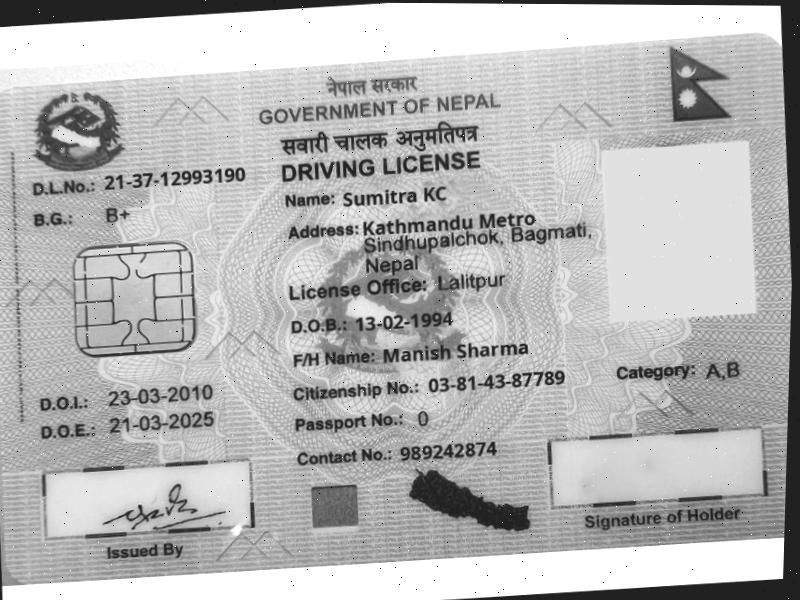 नेपाल सरकार
GOVERNMENT OF NEPAL
सवारी चालक अनुमतिपत्र
DRIVING LICENSE
D.L.No.: 21-37-12993190
B.G.: B+
Name: Sumitra KC
Address: Kathmandu Metro
Sindhupalchok, Bagmati,
Nepal
License Office: Lalitpur
D.O.B.: 13-02-1994
F/H Name: Manish Sharma
Citizenship No.: 03-81-43-87789
Category: A,B
D.O.I.: 23-03-2010
Passport No.: 0
D.O.E.: 21-03-2025
Contact No.: 989242874
Issued By
Signature of Holder